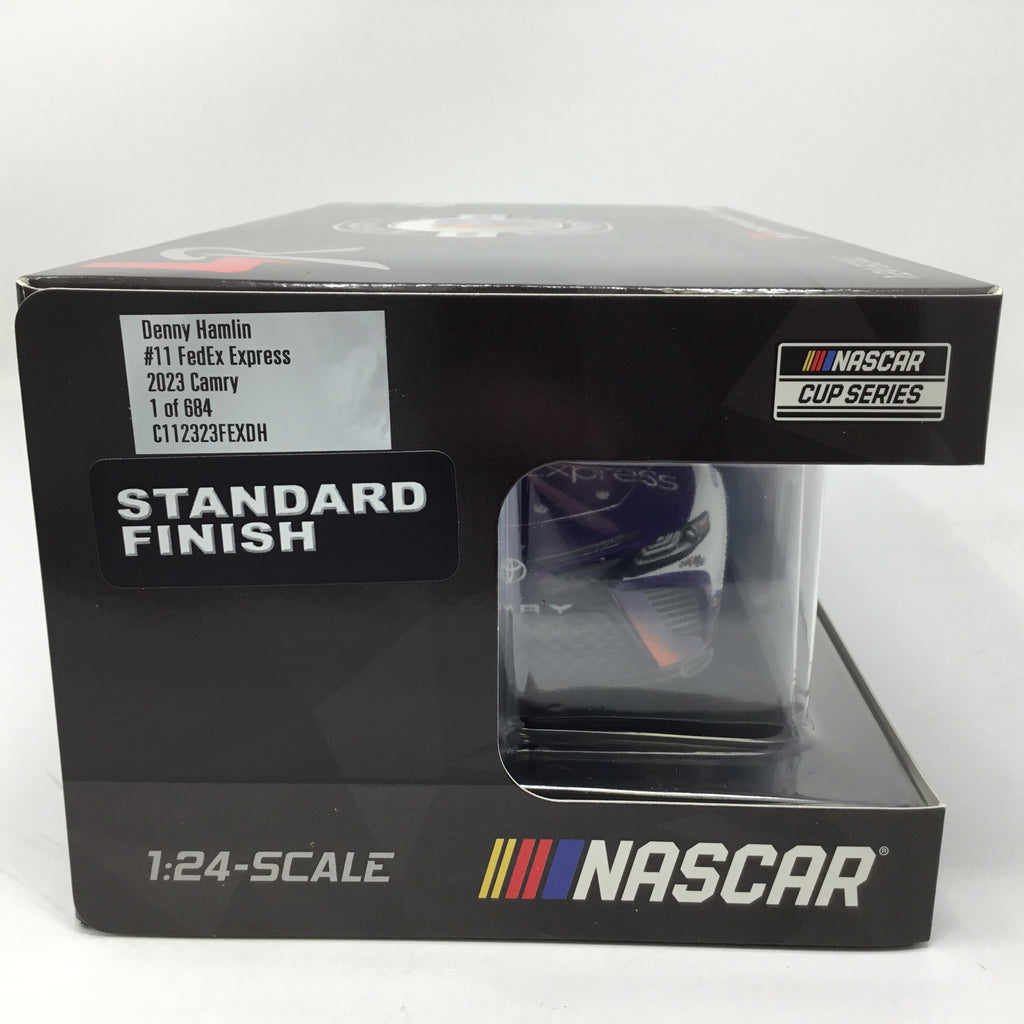 Denny Hamlin
#11 FedEx Express
2023 Camry
1 of 684
C112323FEXDH
STANDARD
FINISH
NASCAR
CUP SERIES
xpress
1:24-SCALE
NASCAR®